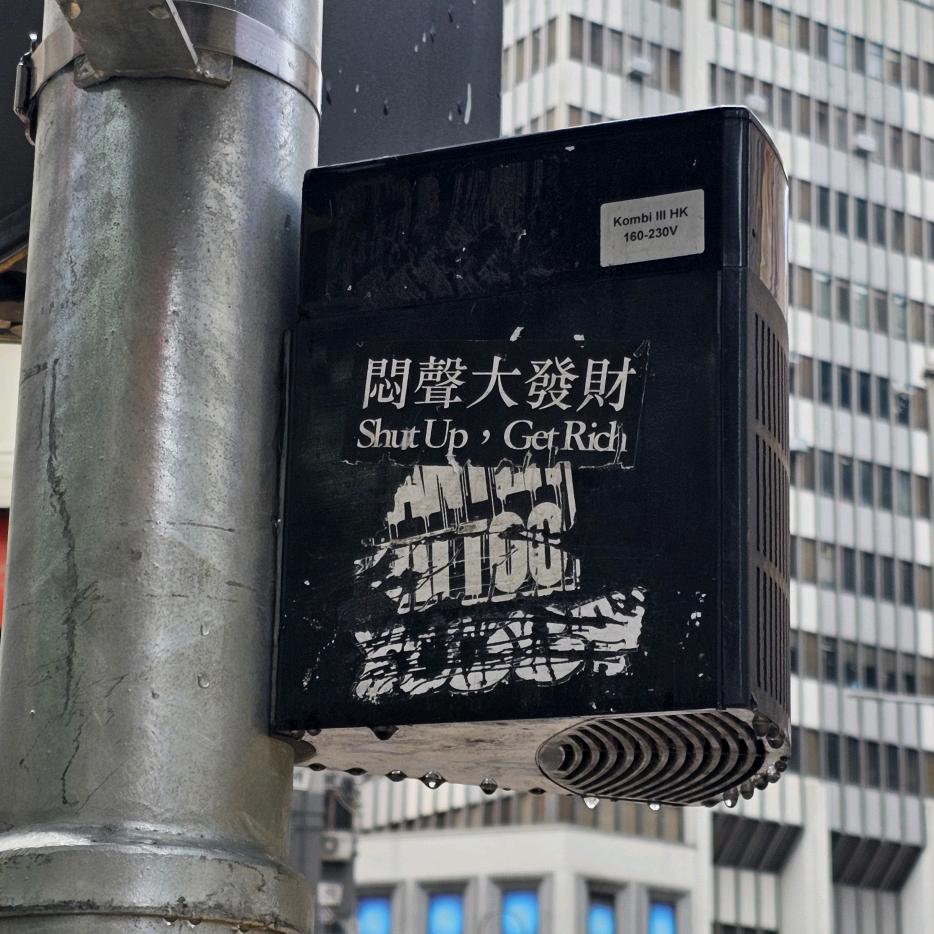 Kombi III HK
160-230V
悶聲大發財
Shut Up，Get Rich